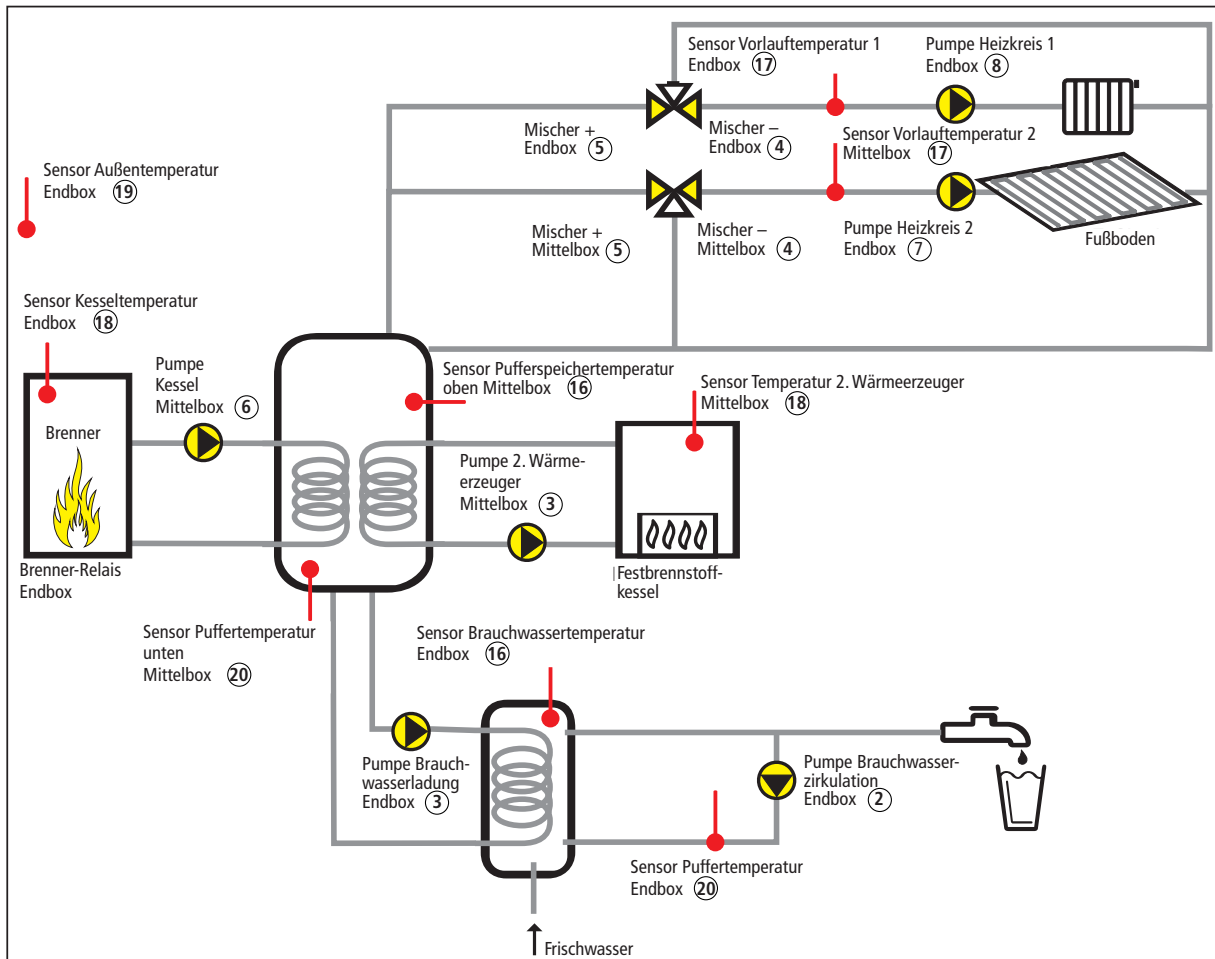 Sensor Vorlauftemperatur 1
Endbox 17
Pumpe Heizkreis 1
Endbox 8
Mischer +
Endbox 5
Mischer –
Endbox 4
Sensor Vorlauftemperatur 2
Mittelbox 17
Sensor Außentemperatur
Endbox 19
Mischer +
Mittelbox 5
Mischer –
Mittelbox 4
Pumpe Heizkreis 2
Endbox 7
Fußboden
Sensor Kesseltemperatur
Endbox 18
Pumpe
Kessel
Mittelbox 6
Sensor Pufferspeichertemperatur
oben Mittelbox 16
Sensor Temperatur 2. Wärmeerzeuger
Mittelbox 18
Brenner
Pumpe 2. Wärme-
erzeuger
Mittelbox 3
Brenner-Relais
Endbox
Festbrennstoff-
kessel
Sensor Puffertemperatur
unten
Mittelbox 20
Sensor Brauchwassertemperatur
Endbox 16
Pumpe Brauch-
wasserladung
Endbox 3
Pumpe Brauchwasser-
zirkulation
Endbox 2
Sensor Puffertemperatur
Endbox 20
Frischwasser